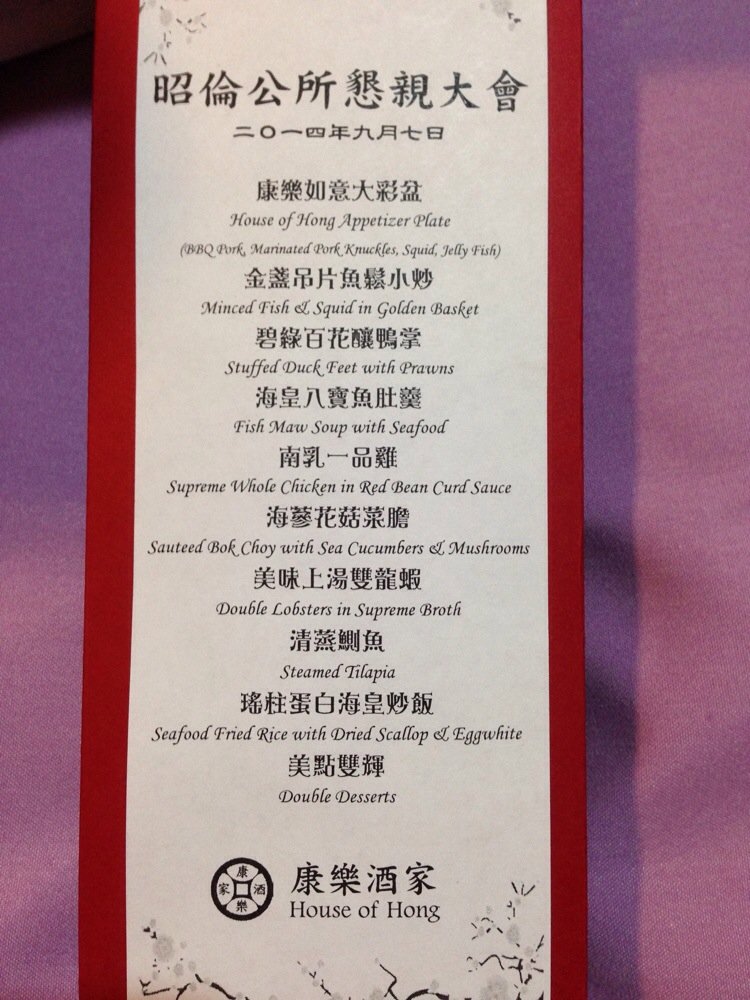 昭倫公所懇親大會
二〇一四年九月七日
康樂如意大彩盆
House of Hong Appetizer Plate
(BBQ Pork, Marinated Pork Knuckles, Squid, Jelly Fish)
金盞吊片魚鬆小炒
Minced Fish & Squid in Golden Basket
碧綠百花釀鴨掌
Stuffed Duck Feet with Prawns
海皇八寶魚肚羹
Fish Maw Soup with Seafood
南乳一品雞
Supreme Whole Chicken in Red Bean Curd Sauce
海蔘花菇菜膽
Sauteed Bok Choy with Sea Cucumbers & Mushrooms
美味上湯雙龍蝦
Double Lobsters in Supreme Broth
清蒸鰂魚
Steamed Tilapia
瑤柱蛋白海皇炒飯
Seafood Fried Rice with Dried Scallop & Eggwhite
美點雙輝
Double Desserts
康樂酒家
康樂酒家
House of Hong